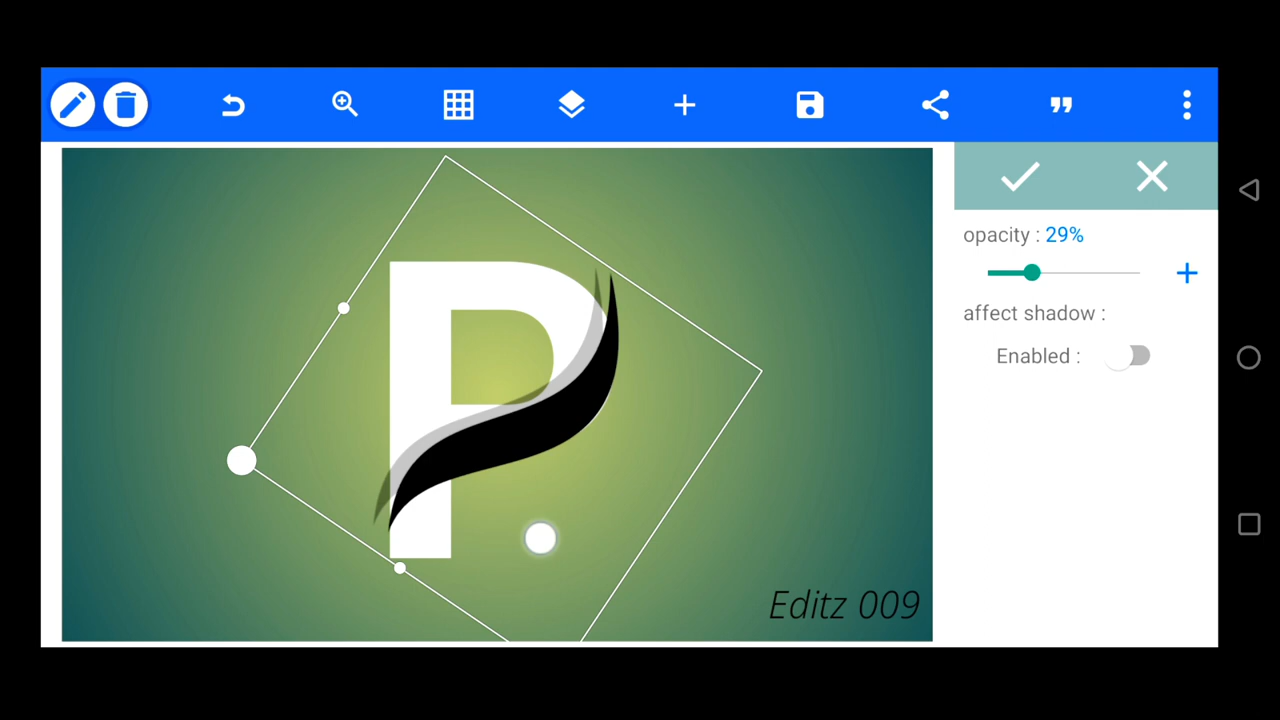 opacity : 29%
affect shadow :
Enabled :
P
Editz 009